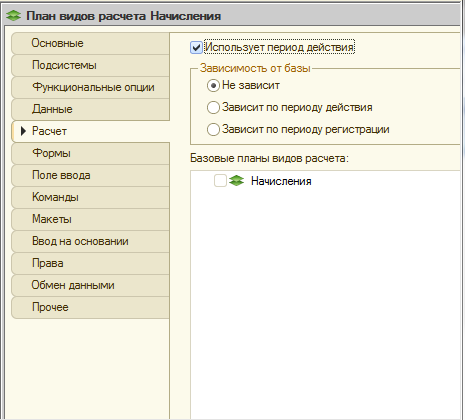 План видов расчета Начисления
Основные
Подсистемы
Функциональные опции
Данные
Расчет
Формы
Поле ввода
Команды
Макеты
Ввод на основании
Права
Обмен данными
Прочее
Использует период действия
Зависимость от базы
Не зависит
Зависит по периоду действия
Зависит по периоду регистрации
Базовые планы видов расчета:
Начисления